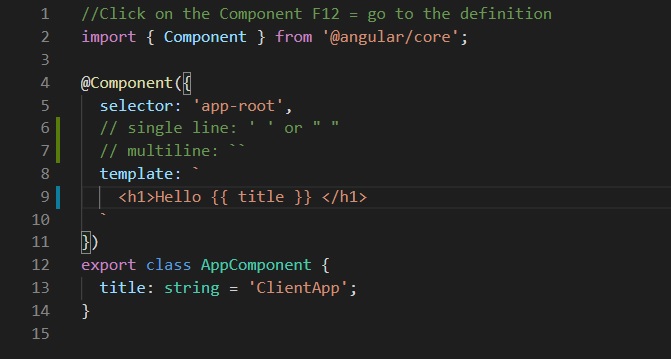 1 //Click on the Component F12 = go to the definition
2 import { Component } from '@angular/core';
3
4 @Component({
5   selector: 'app-root',
6   // single line: ' ' or " "
7   // multiline: ``
8   template: `
9     <h1>Hello {{ title }} </h1>
10   `
11 })
12 export class AppComponent {
13   title: string = 'ClientApp';
14 }
15